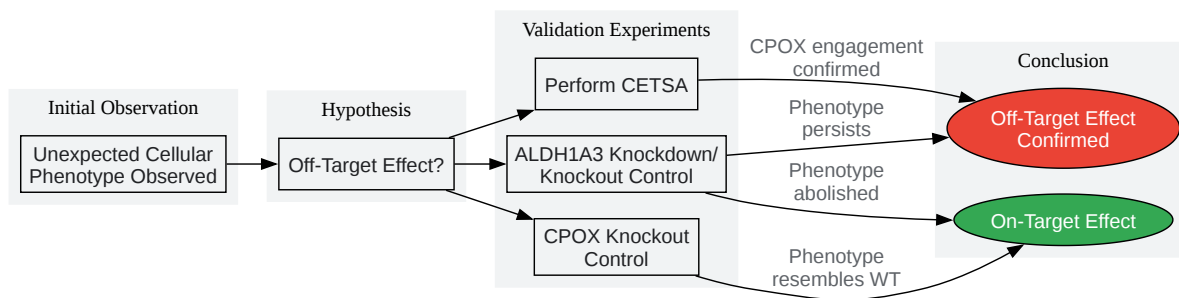 Initial Observation
Unexpected Cellular
Phenotype Observed
Hypothesis
Off-Target Effect?
Validation Experiments
Perform CETSA
ALDH1A3 Knockdown/
Knockout Control
CPOX Knockout
Control
CPOX engagement
confirmed
Phenotype
persists
Phenotype
abolished
Phenotype
resembles WT
Conclusion
Off-Target Effect
Confirmed
On-Target Effect